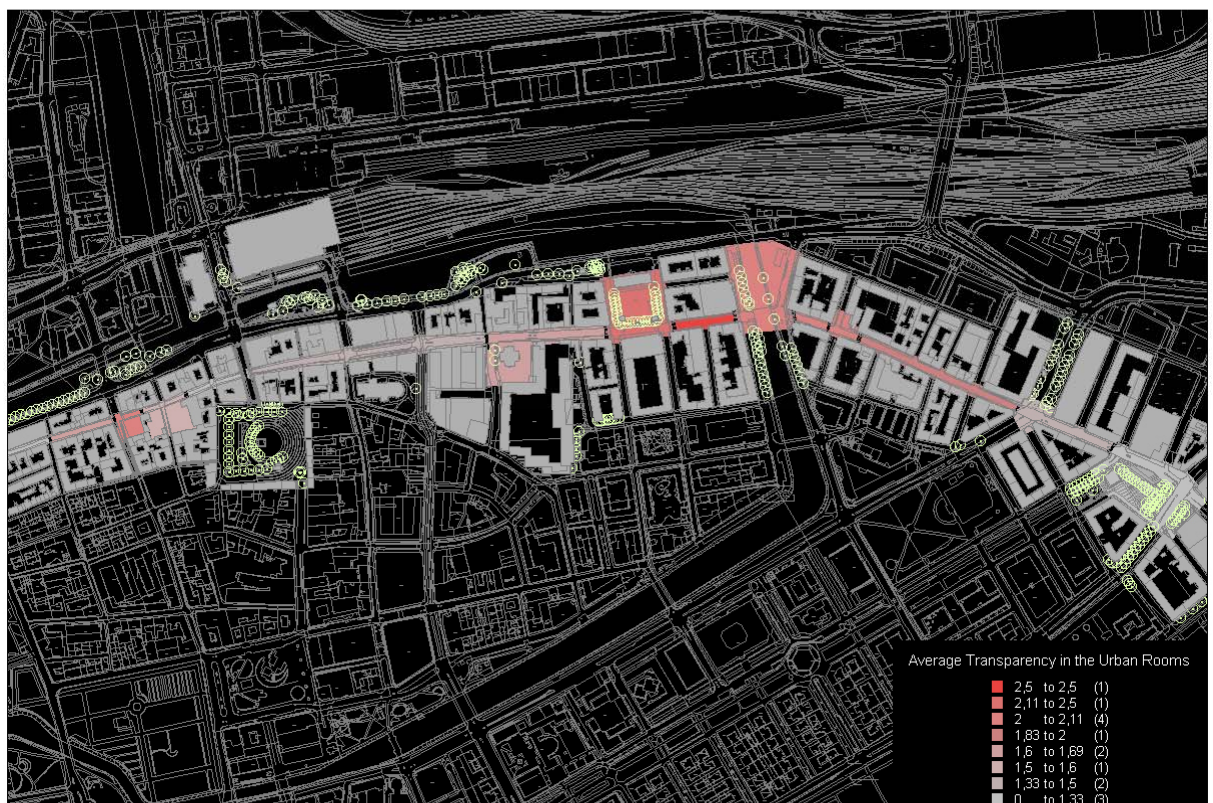 Average Transparency in the Urban Rooms
2,5 to 2,5 (1)
2,11 to 2,5 (1)
2 to 2,11 (4)
1,83 to 2 (1)
1,6 to 1,69 (2)
1,5 to 1,6 (1)
1,33 to 1,5 (2)
0 to 1,33 (3)